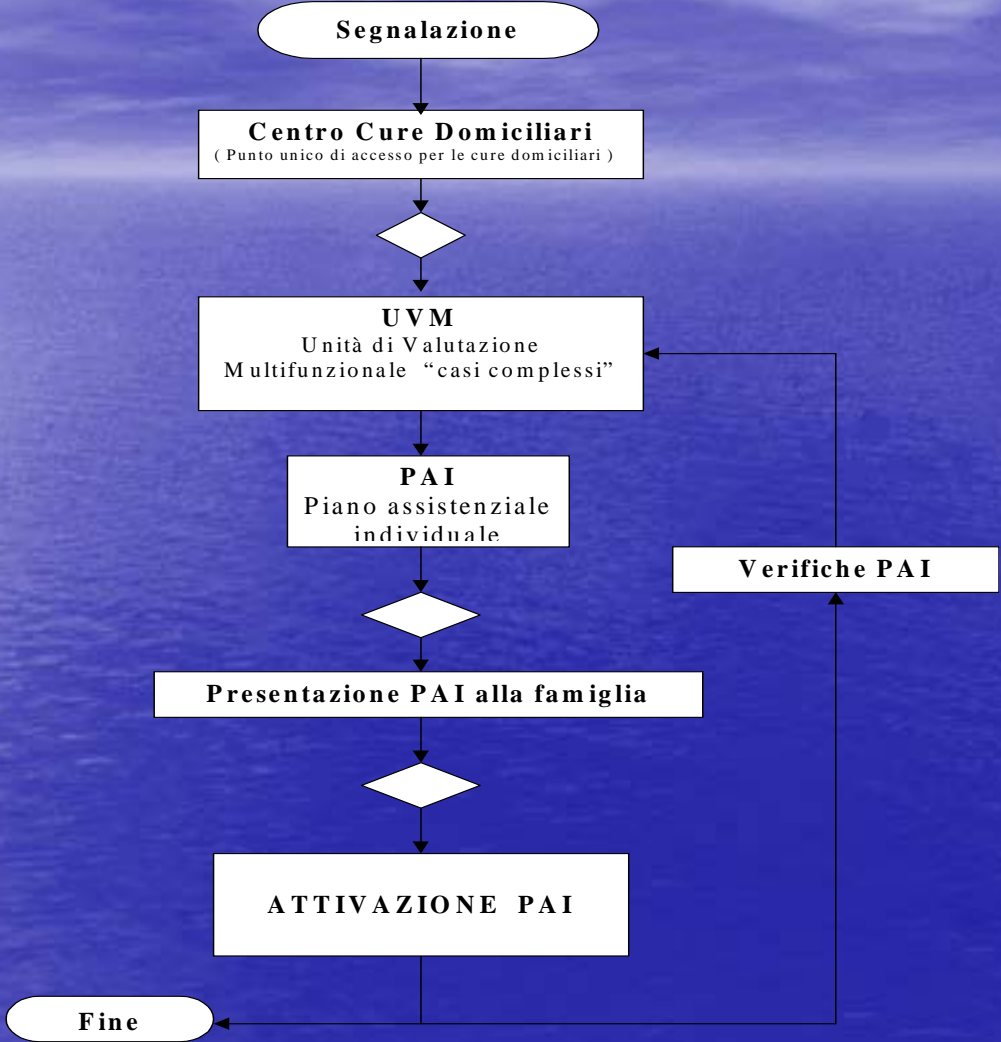 Segnalazione
Centro Cure Domiciliari
( Punto unico di accesso per le cure domiciliari )
UVM
Unità di Valutazione
Multifunzionale “casi complessi”
PAI
Piano assistenziale
individuale
Verifiche PAI
Presentazione PAI alla famiglia
ATTIVAZIONE PAI
Fine